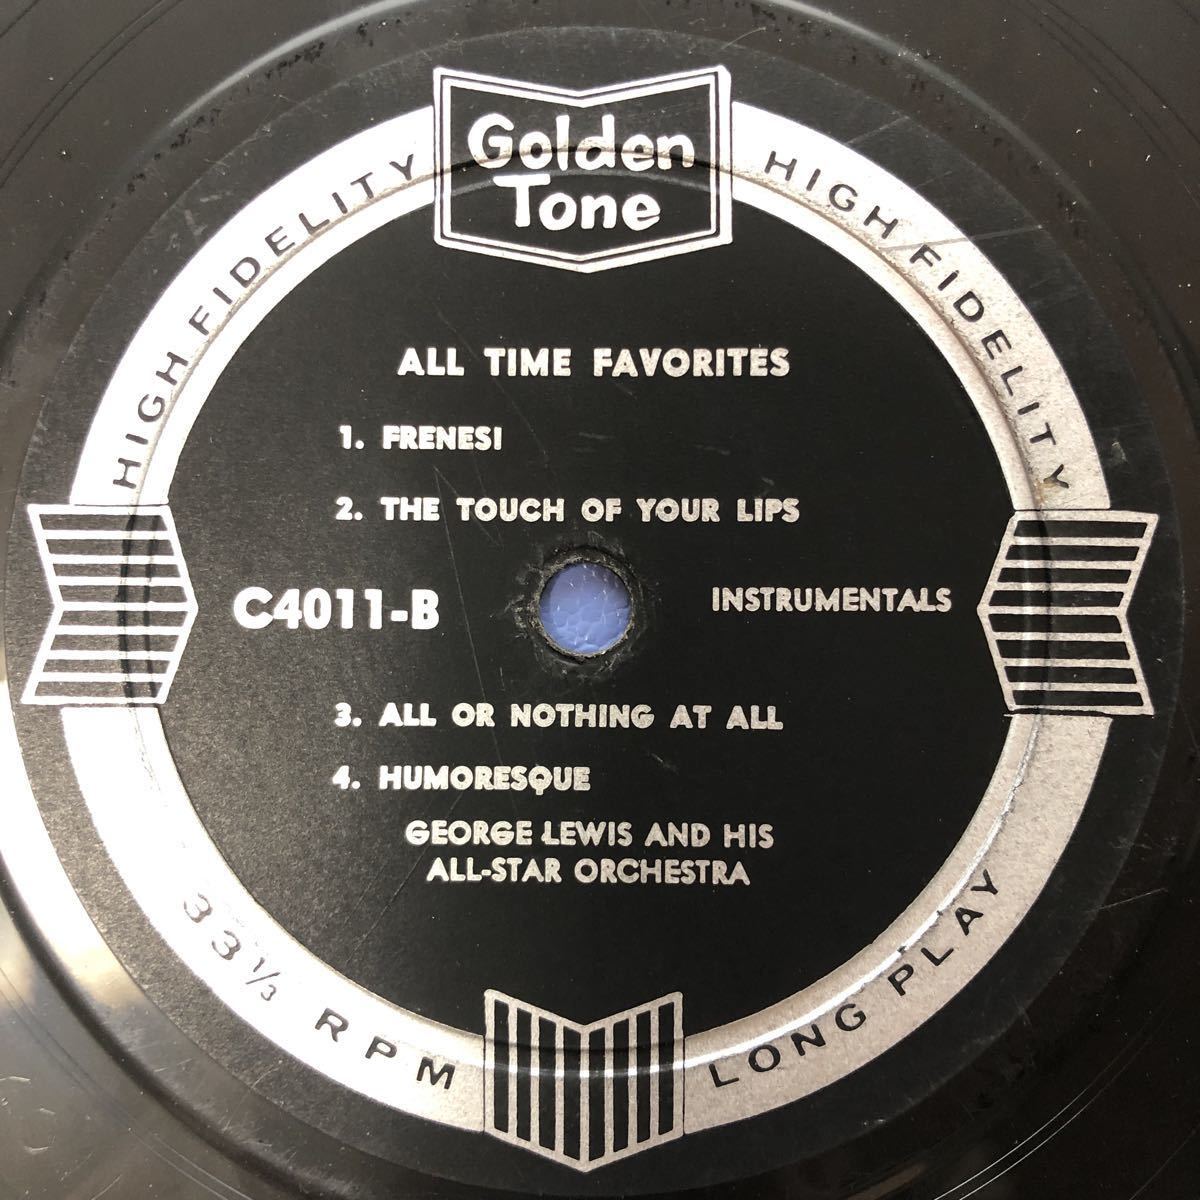 Golden
Tone
HIGH FIDELITY
HIGH FIDELITY
ALL TIME FAVORITES
1. FRENESI
2. THE TOUCH OF YOUR LIPS
C4011-B
INSTRUMENTALS
3. ALL OR NOTHING AT ALL
4. HUMORESQUE
GEORGE LEWIS AND HIS
ALL-STAR ORCHESTRA
33⅓ RPM
LONG PLAY